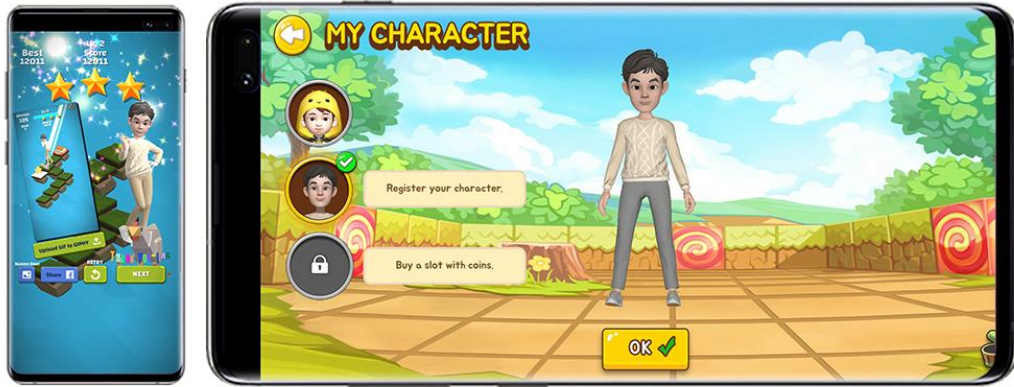 Best
12011
Score
12011
Upload GIF to GIPHY
Share
RETRY
NEXT
MY CHARACTER
Register your character.
Buy a slot with coins.
OK